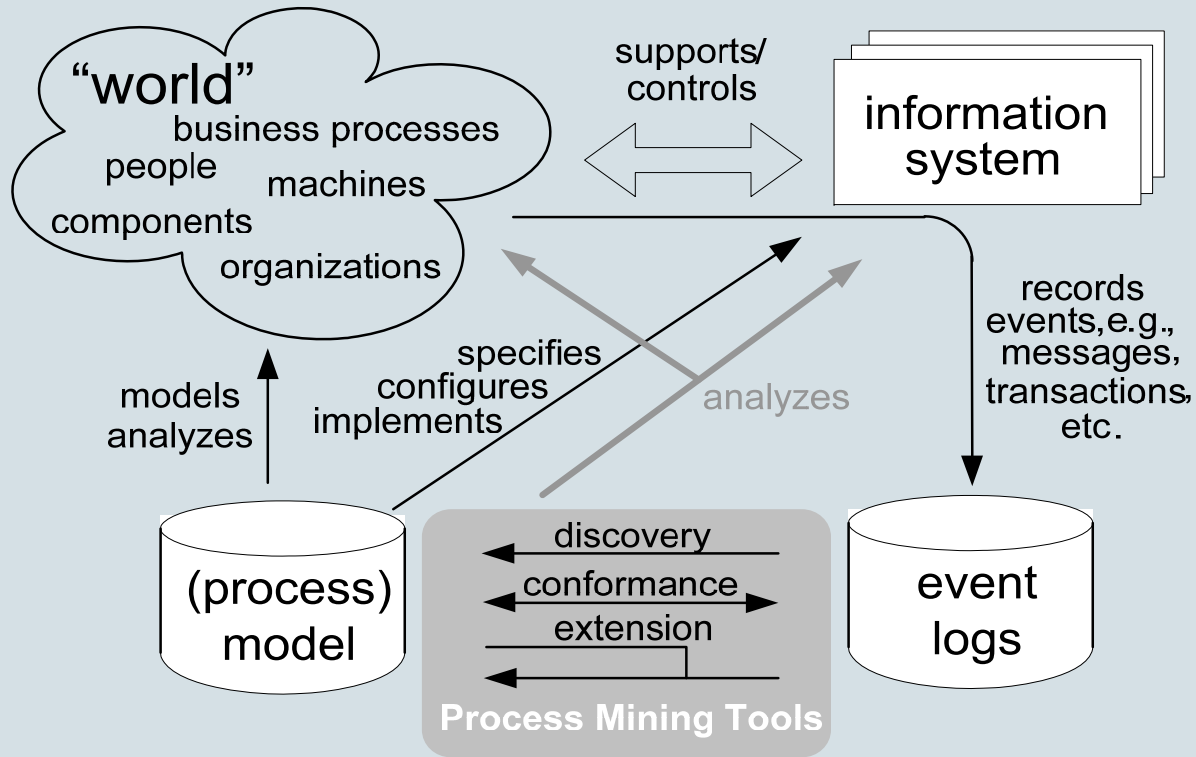 “world”
business processes
people
machines
components
organizations
supports/
controls
information
system
records
events,e.g.,
messages,
transactions,
etc.
models
analyzes
specifies
configures
implements
analyzes
(process)
model
discovery
conformance
extension
Process Mining Tools
event
logs